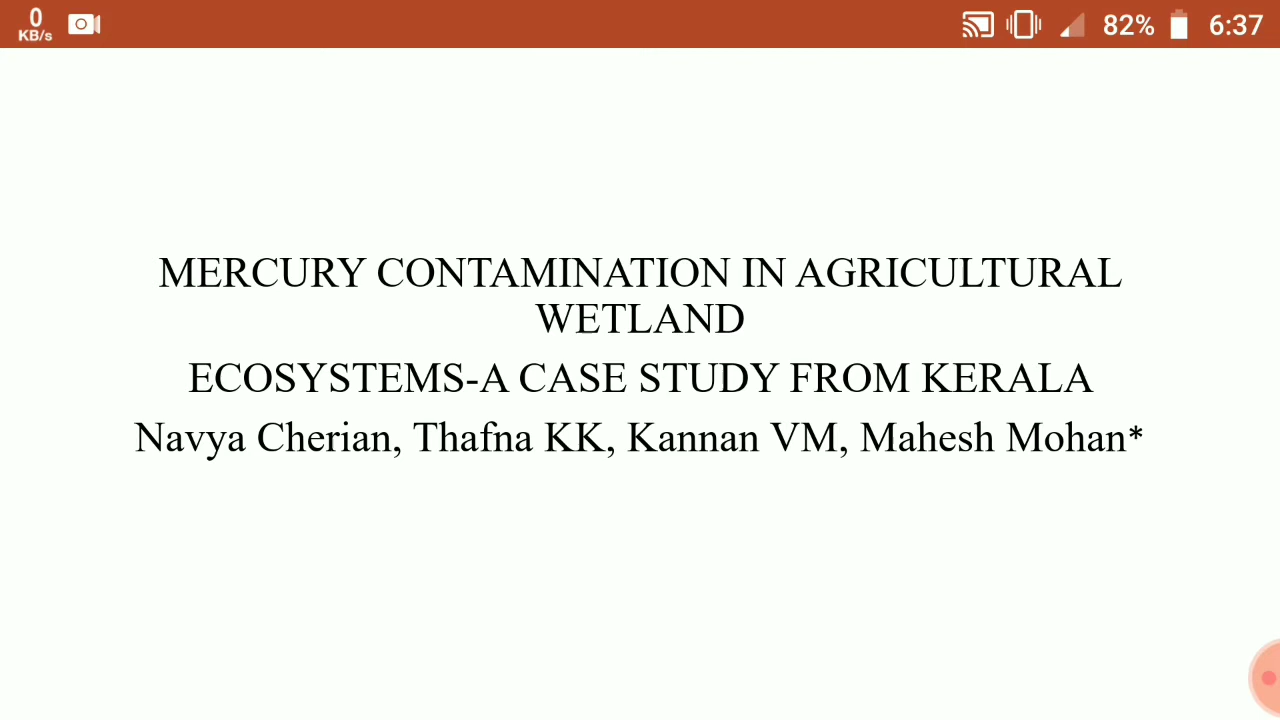 0
KB/s
82%
6:37
MERCURY CONTAMINATION IN AGRICULTURAL
WETLAND
ECOSYSTEMS-A CASE STUDY FROM KERALA
Navya Cherian, Thafna KK, Kannan VM, Mahesh Mohan*